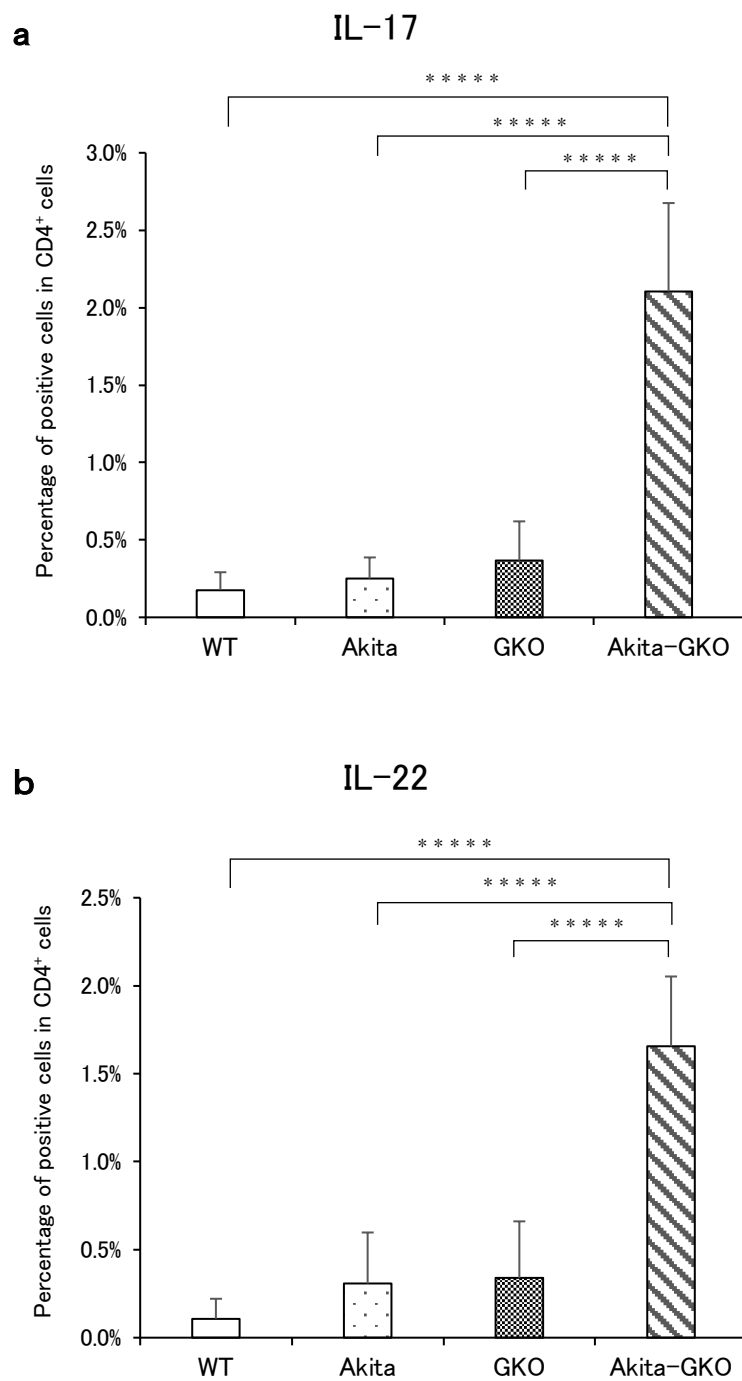 a
IL-17
*****
*****
*****
Percentage of positive cells in CD4⁺ cells
3.0%
2.5%
2.0%
1.5%
1.0%
0.5%
0.0%
WT Akita GKO Akita-GKO
b
IL-22
*****
*****
*****
Percentage of positive cells in CD4⁺ cells
2.5%
2.0%
1.5%
1.0%
0.5%
0.0%
WT Akita GKO Akita-GKO